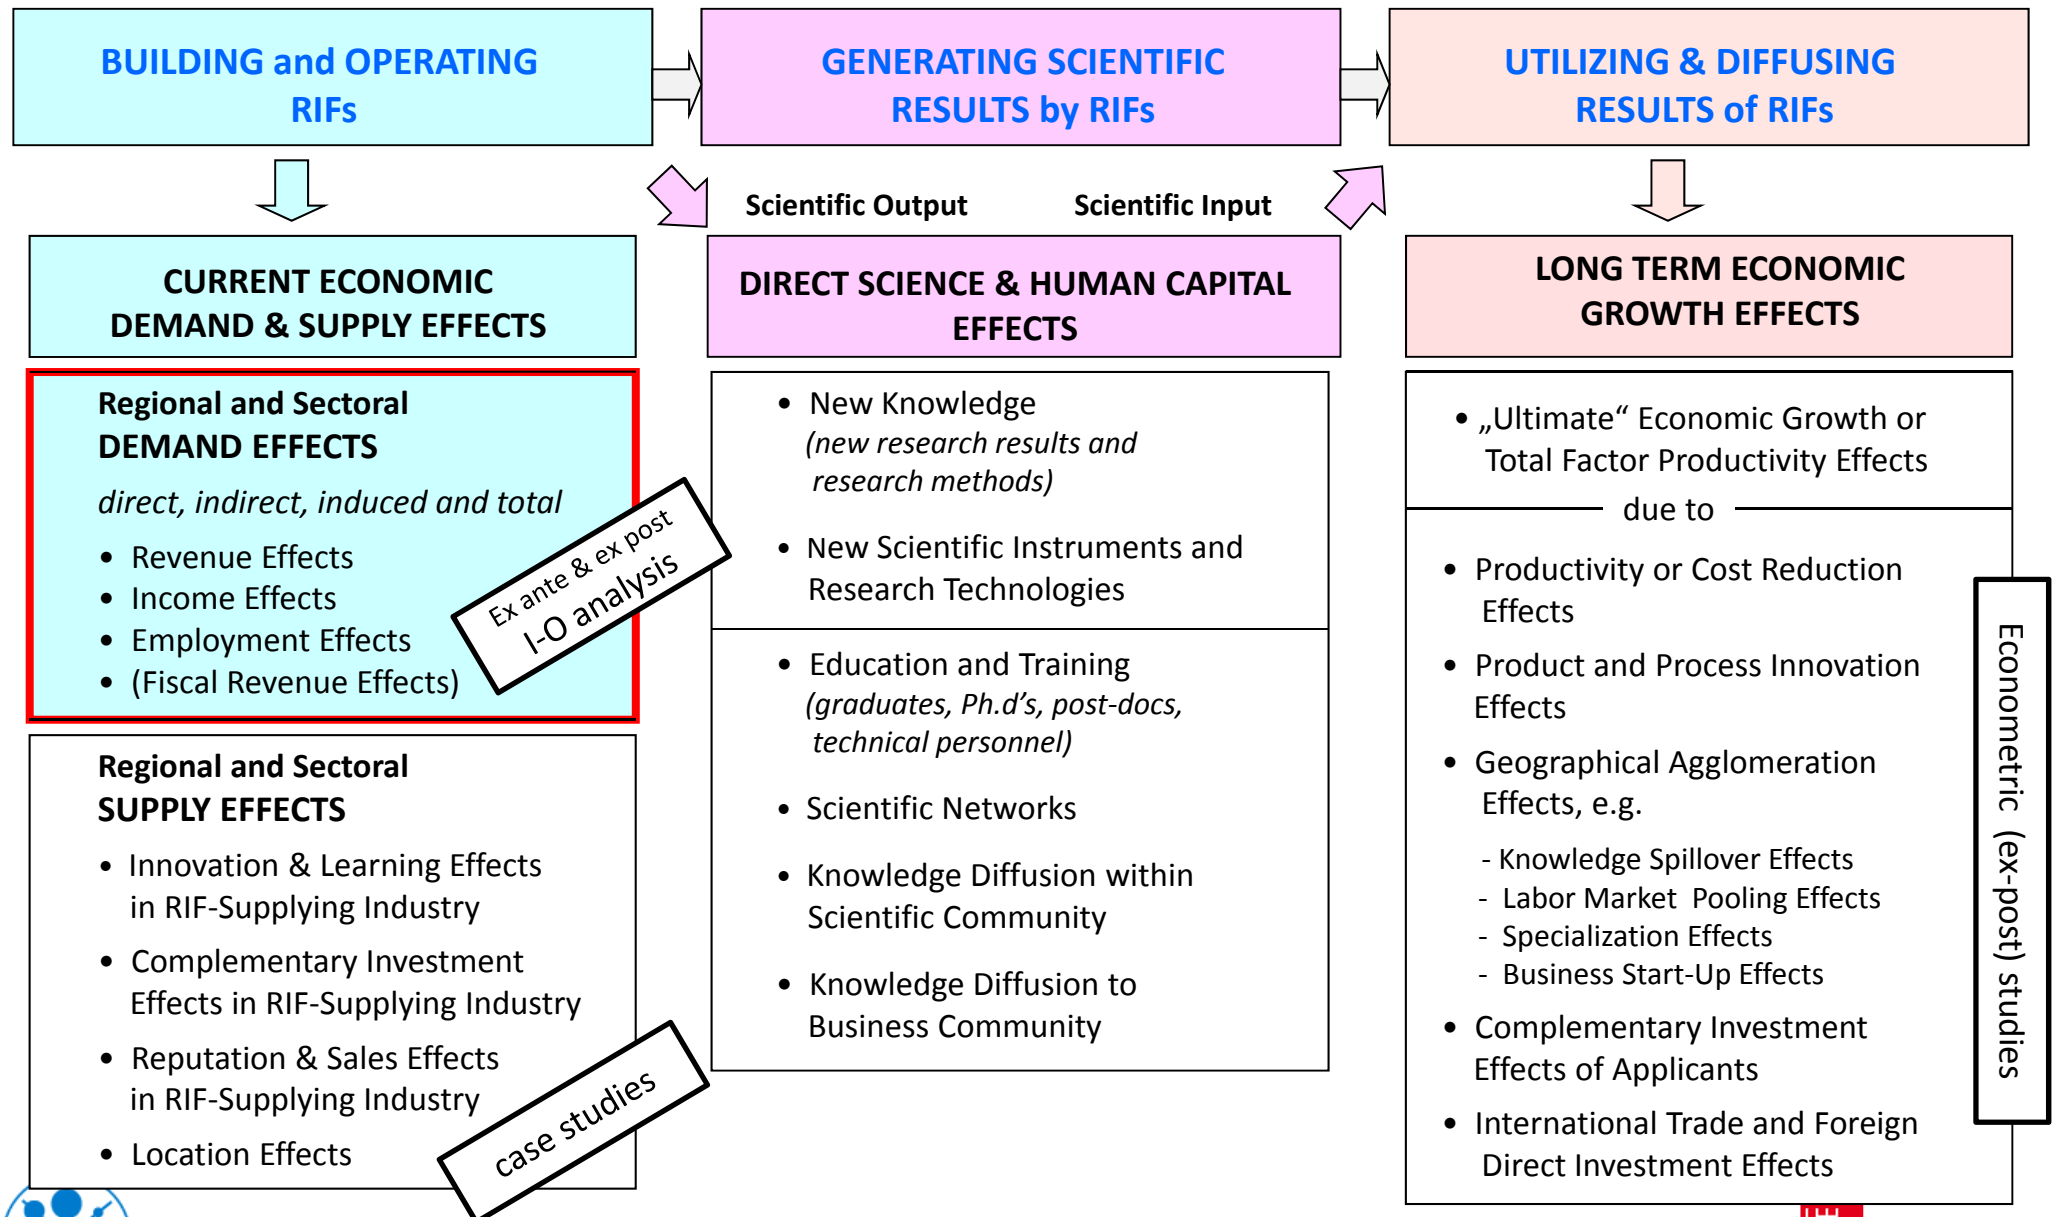 BUILDING and OPERATING
RIFs
GENERATING SCIENTIFIC
RESULTS by RIFs
UTILIZING & DIFFUSING
RESULTS of RIFs
Scientific Output
Scientific Input
CURRENT ECONOMIC
DEMAND & SUPPLY EFFECTS
Regional and Sectoral
DEMAND EFFECTS
direct, indirect, induced and total
• Revenue Effects
• Income Effects
• Employment Effects
• (Fiscal Revenue Effects)
Ex ante & ex post
I-O analysis
Regional and Sectoral
SUPPLY EFFECTS
• Innovation & Learning Effects
in RIF-Supplying Industry
• Complementary Investment
Effects in RIF-Supplying Industry
• Reputation & Sales Effects
in RIF-Supplying Industry
• Location Effects
case studies
DIRECT SCIENCE & HUMAN CAPITAL
EFFECTS
• New Knowledge
(new research results and
research methods)
• New Scientific Instruments and
Research Technologies
• Education and Training
(graduates, Ph.d’s, post-docs,
technical personnel)
• Scientific Networks
• Knowledge Diffusion within
Scientific Community
• Knowledge Diffusion to
Business Community
LONG TERM ECONOMIC
GROWTH EFFECTS
• „Ultimate“ Economic Growth or
Total Factor Productivity Effects
due to
• Productivity or Cost Reduction
Effects
• Product and Process Innovation
Effects
• Geographical Agglomeration
Effects, e.g.
- Knowledge Spillover Effects
- Labor Market Pooling Effects
- Specialization Effects
- Business Start-Up Effects
• Complementary Investment
Effects of Applicants
• International Trade and Foreign
Direct Investment Effects
Econometric (ex-post) studies